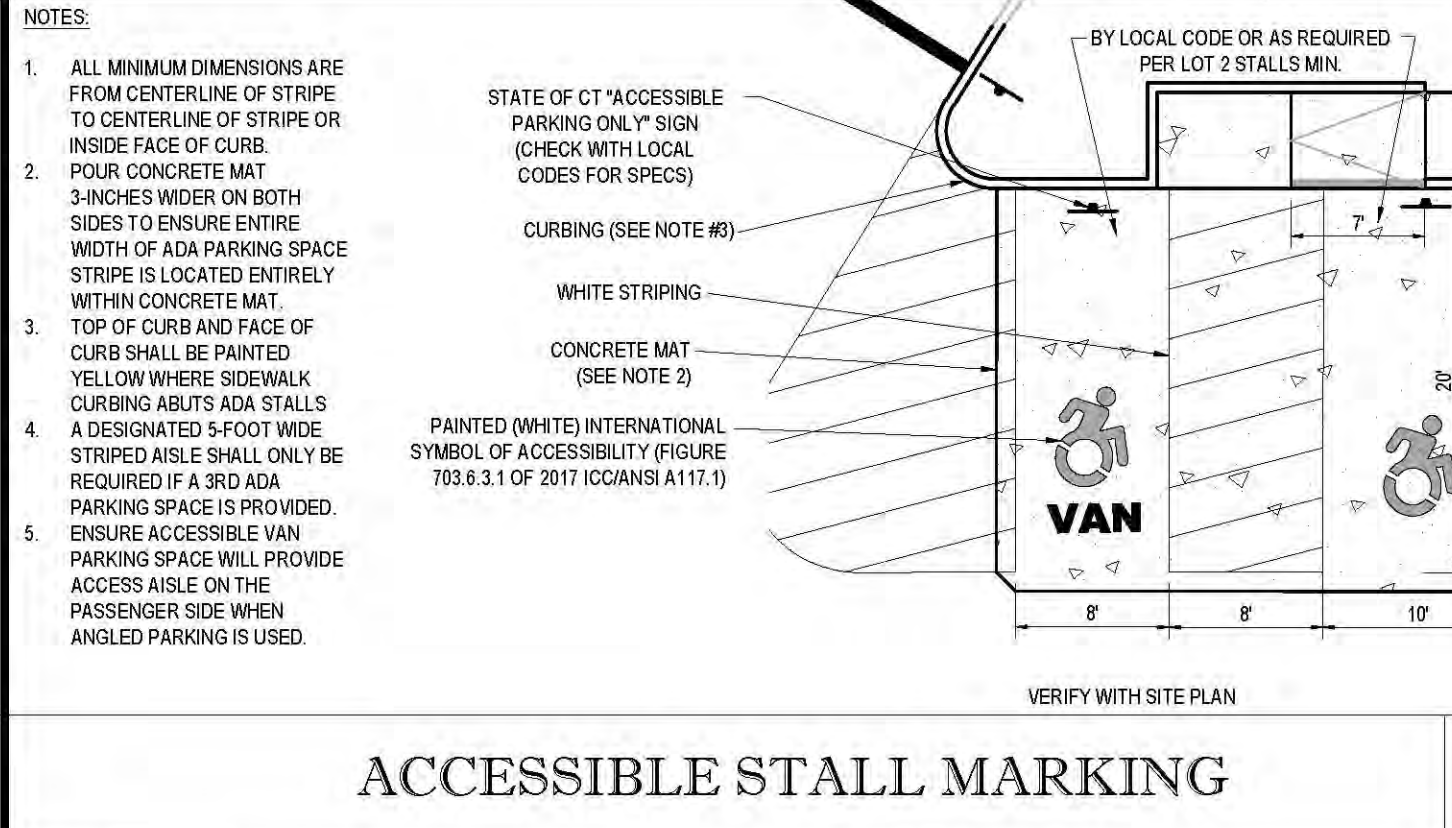 NOTES:
1. ALL MINIMUM DIMENSIONS ARE
FROM CENTERLINE OF STRIPE
TO CENTERLINE OF STRIPE OR
INSIDE FACE OF CURB.
2. POUR CONCRETE MAT
3-INCHES WIDER ON BOTH
SIDES TO ENSURE ENTIRE
WIDTH OF ADA PARKING SPACE
STRIPE IS LOCATED ENTIRELY
WITHIN CONCRETE MAT.
3. TOP OF CURB AND FACE OF
CURB SHALL BE PAINTED
YELLOW WHERE SIDEWALK
CURBING ABUTS ADA STALLS
4. A DESIGNATED 5-FOOT WIDE
STRIPED AISLE SHALL ONLY BE
REQUIRED IF A 3RD ADA
PARKING SPACE IS PROVIDED.
5. ENSURE ACCESSIBLE VAN
PARKING SPACE WILL PROVIDE
ACCESS AISLE ON THE
PASSENGER SIDE WHEN
ANGLED PARKING IS USED.
STATE OF CT "ACCESSIBLE
PARKING ONLY" SIGN
(CHECK WITH LOCAL
CODES FOR SPECS)
CURBING (SEE NOTE #3)
WHITE STRIPING
CONCRETE MAT
(SEE NOTE 2)
PAINTED (WHITE) INTERNATIONAL
SYMBOL OF ACCESSIBILITY (FIGURE
703.6.3.1 OF 2017 ICC/ANSI A117.1)
BY LOCAL CODE OR AS REQUIRED
PER LOT 2 STALLS MIN.
7'
20'
VAN
8'
8'
10'
VERIFY WITH SITE PLAN
ACCESSIBLE STALL MARKING